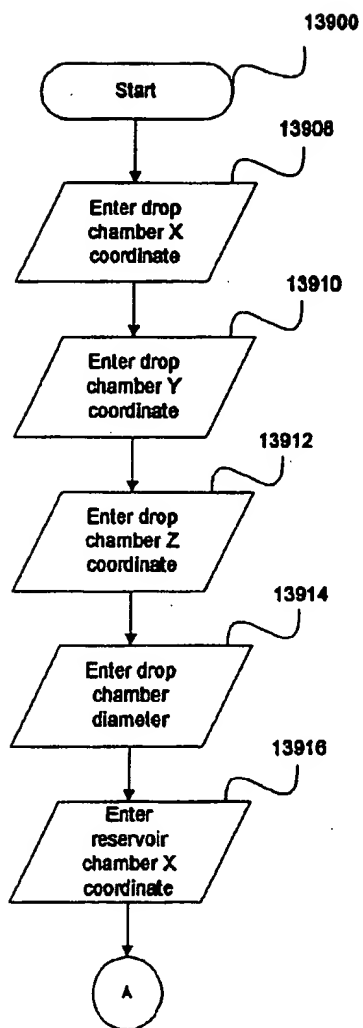 13900
Start
13908
Enter drop
chamber X
coordinate
13910
Enter drop
chamber Y
coordinate
13912
Enter drop
chamber Z
coordinate
13914
Enter drop
chamber
diameter
13916
Enter
reservoir
chamber X
coordinate
A